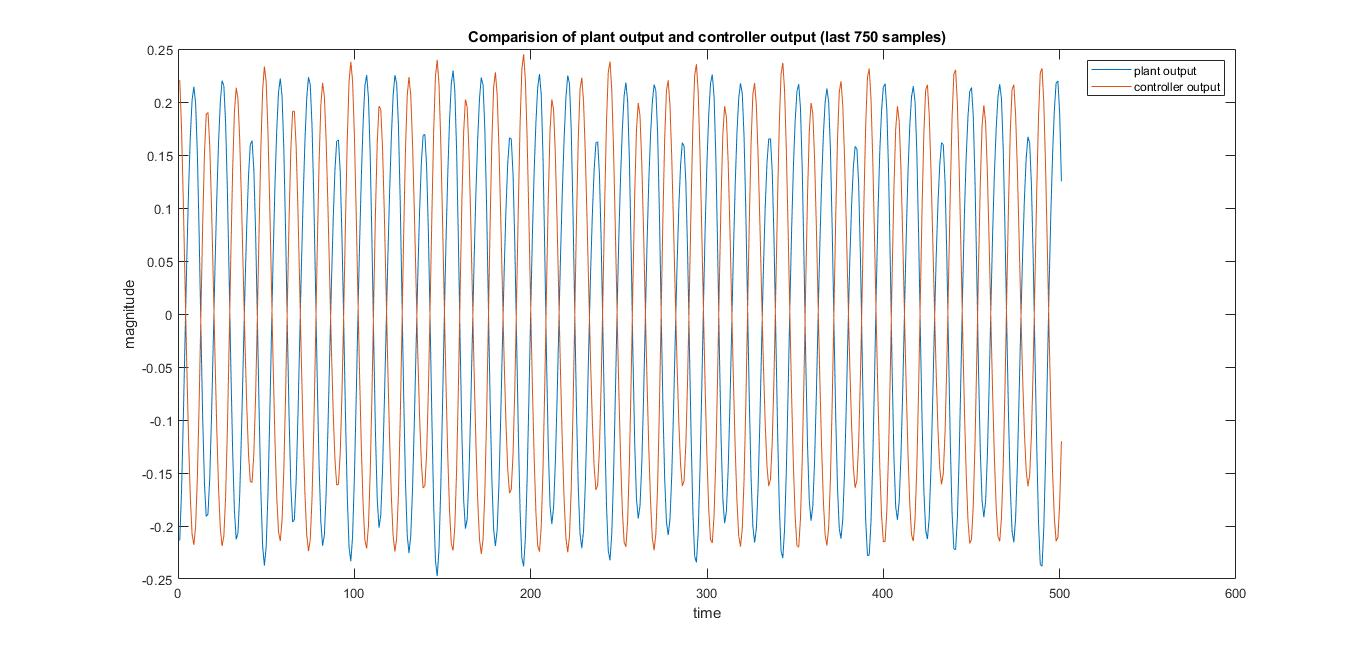 Comparision of plant output and controller output (last 750 samples)
plant output
controller output
0.25
0.2
0.15
0.1
0.05
0
-0.05
-0.1
-0.15
-0.2
-0.25
magnitude
0 100 200 300 400 500 600
time